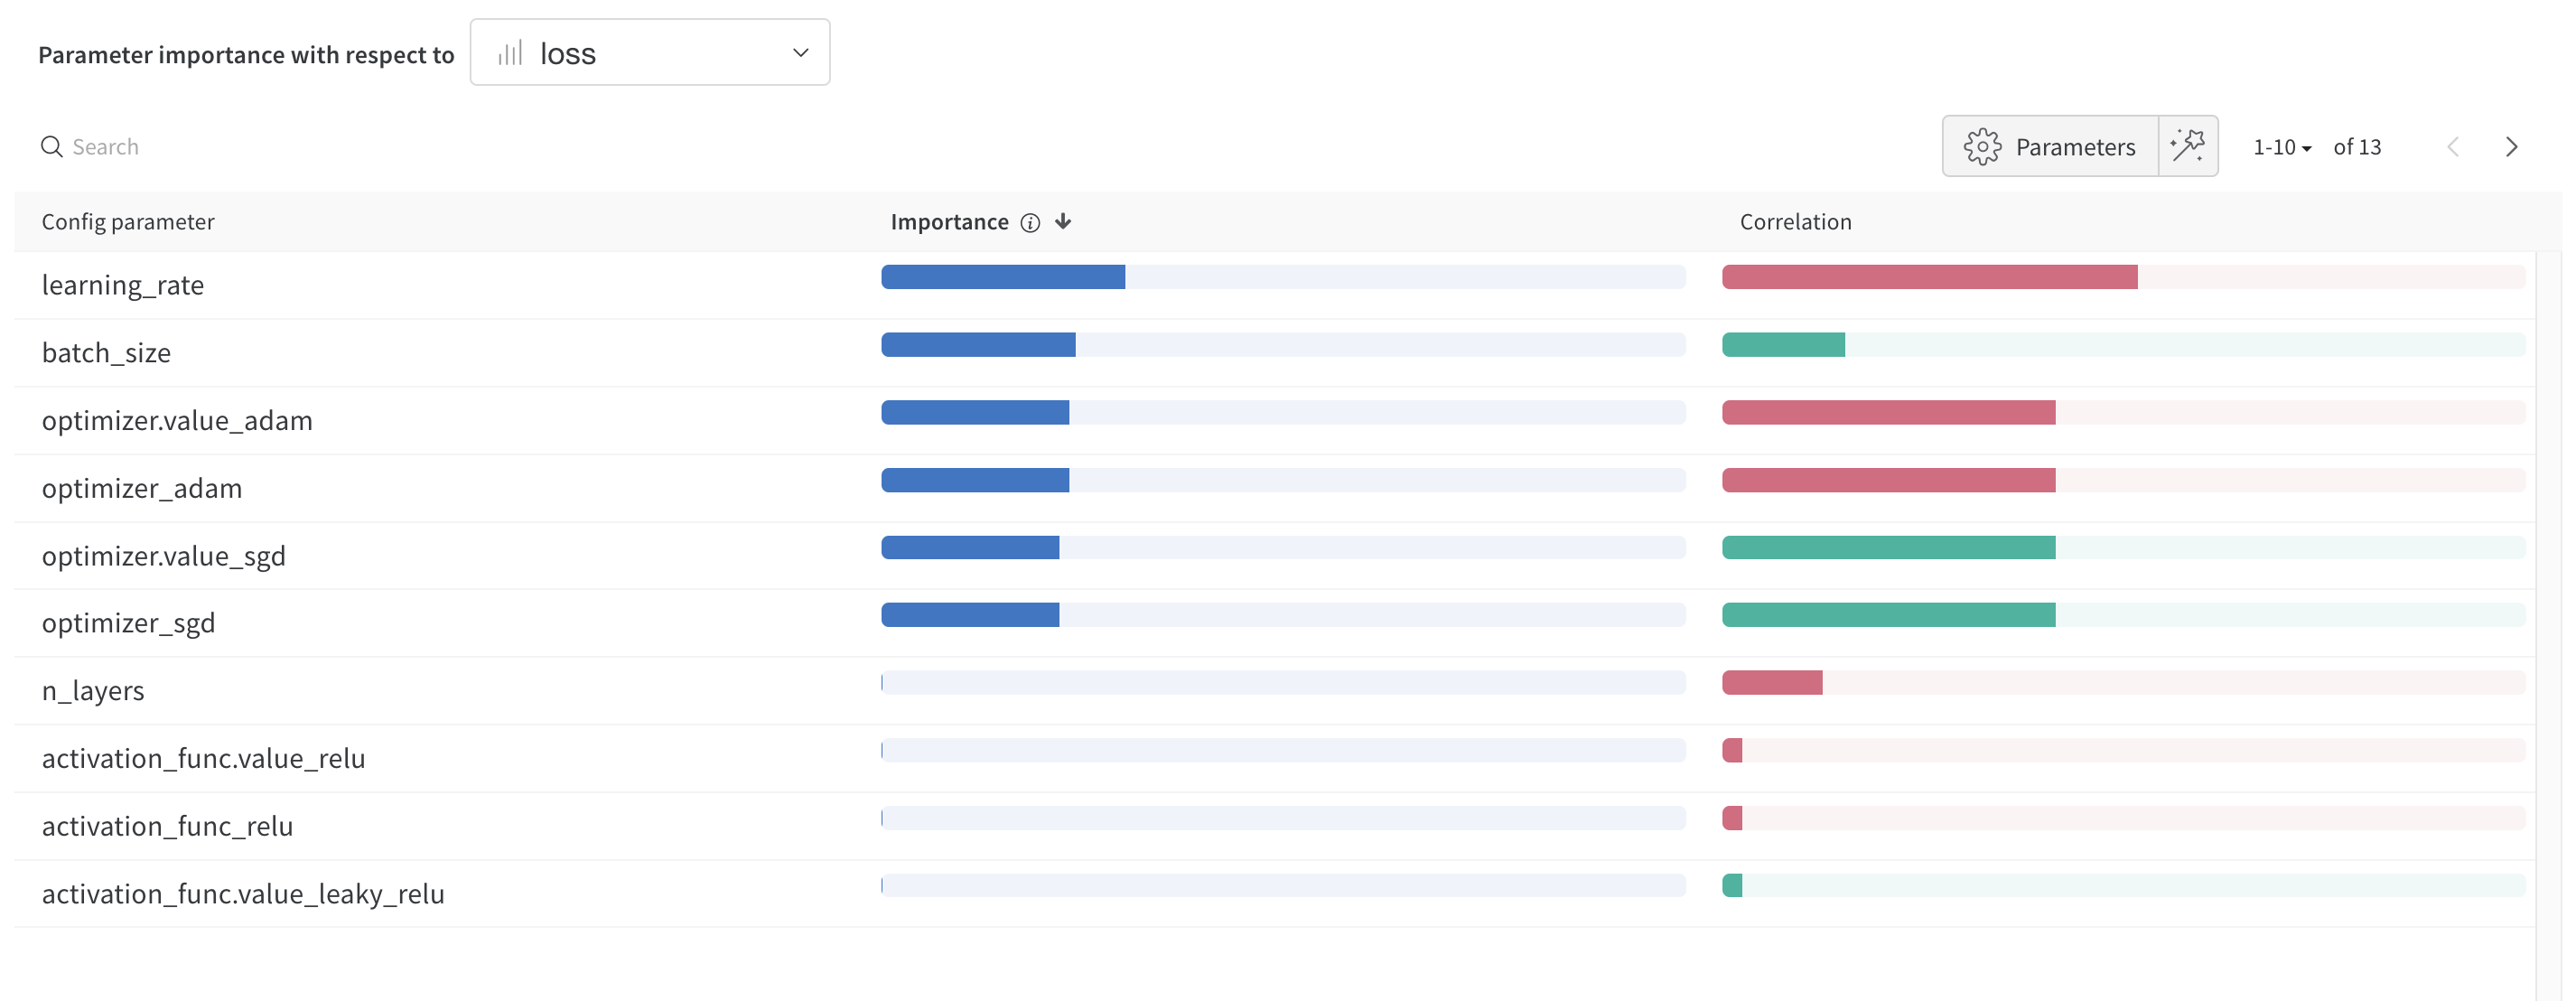 Parameter importance with respect to loss
Search
Parameters 1-10 of 13
Config parameter Importance Correlation
learning_rate
batch_size
optimizer.value_adam
optimizer_adam
optimizer.value_sgd
optimizer_sgd
n_layers
activation_func.value_relu
activation_func_relu
activation_func.value_leaky_relu